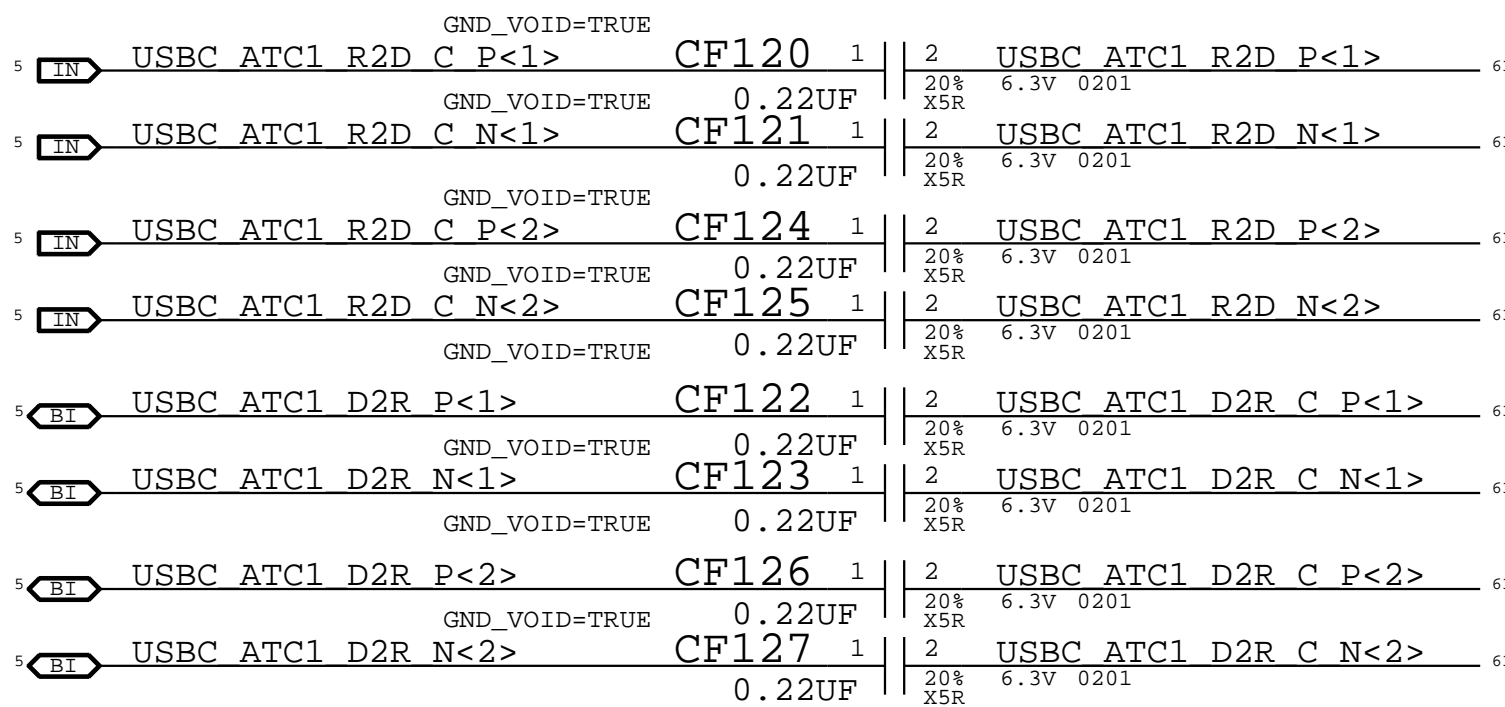 GND_VOID=TRUE
5 IN USBC_ATC1_R2D_C_P<1> CF120 1 2 USBC_ATC1_R2D_P<1>
20% 6.3V 0201
GND_VOID=TRUE 0.22UF X5R
5 IN USBC_ATC1_R2D_C_N<1> CF121 1 2 USBC_ATC1_R2D_N<1>
20% 6.3V 0201
0.22UF X5R
GND_VOID=TRUE
5 IN USBC_ATC1_R2D_C_P<2> CF124 1 2 USBC_ATC1_R2D_P<2>
20% 6.3V 0201
GND_VOID=TRUE 0.22UF X5R
5 IN USBC_ATC1_R2D_C_N<2> CF125 1 2 USBC_ATC1_R2D_N<2>
20% 6.3V 0201
GND_VOID=TRUE 0.22UF X5R
5 BI USBC_ATC1_D2R_P<1> CF122 1 2 USBC_ATC1_D2R_C_P<1>
20% 6.3V 0201
GND_VOID=TRUE 0.22UF X5R
5 BI USBC_ATC1_D2R_N<1> CF123 1 2 USBC_ATC1_D2R_C_N<1>
20% 6.3V 0201
GND_VOID=TRUE 0.22UF X5R
5 BI USBC_ATC1_D2R_P<2> CF126 1 2 USBC_ATC1_D2R_C_P<2>
20% 6.3V 0201
GND_VOID=TRUE 0.22UF X5R
5 BI USBC_ATC1_D2R_N<2> CF127 1 2 USBC_ATC1_D2R_C_N<2>
20% 6.3V 0201
0.22UF X5R